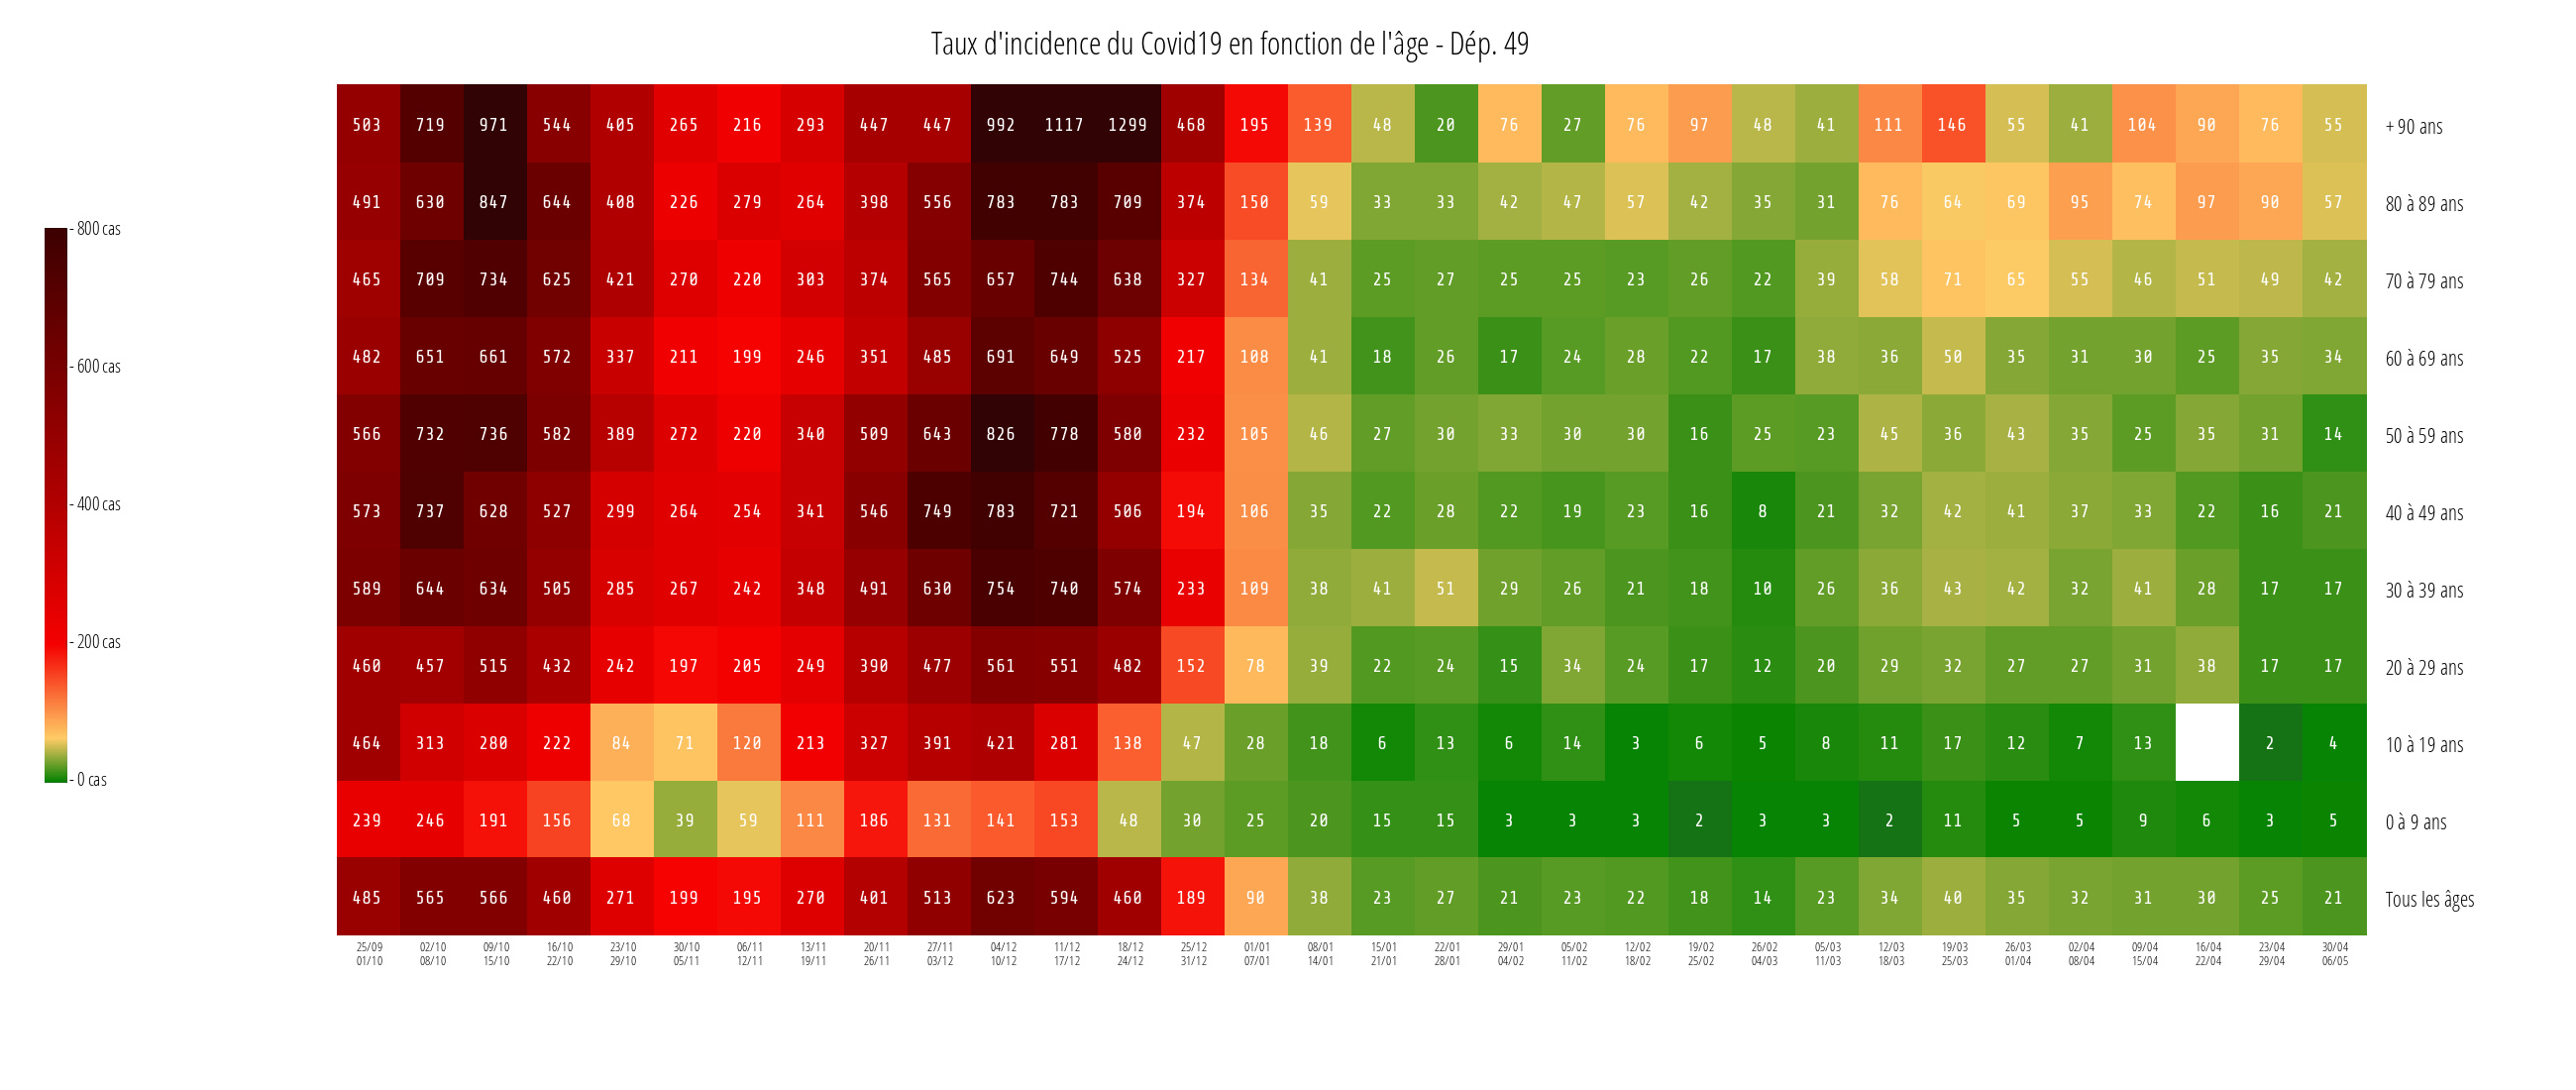 Taux d'incidence du Covid19 en fonction de l'âge - Dép. 49
- 800 cas
- 600 cas
- 400 cas
- 200 cas
- 0 cas
503 719 971 544 405 265 216 293 447 447 992 1117 1299 468 195 139 48 20 76 27 76 97 48 41 111 146 55 41 104 90 76 55 + 90 ans
491 630 847 644 408 226 279 264 398 556 783 783 709 374 150 59 33 33 42 47 57 42 35 31 76 64 69 95 74 97 90 57 80 à 89 ans
465 709 734 625 421 270 220 303 374 565 657 744 638 327 134 41 25 27 25 25 23 26 22 39 58 71 65 55 46 51 49 42 70 à 79 ans
482 651 661 572 337 211 199 246 351 485 691 649 525 217 108 41 18 26 17 24 28 22 17 38 36 50 35 31 30 25 35 34 60 à 69 ans
566 732 736 582 389 272 220 340 509 643 826 778 580 232 105 46 27 30 33 30 30 16 25 23 45 36 43 35 25 35 31 14 50 à 59 ans
573 737 628 527 299 264 254 341 546 749 783 721 506 194 106 35 22 28 22 19 23 16 8 21 32 42 41 37 33 22 16 21 40 à 49 ans
589 644 634 505 285 267 242 348 491 630 754 740 574 233 109 38 41 51 29 26 21 18 10 26 36 43 42 32 41 28 17 17 30 à 39 ans
460 457 515 432 242 197 205 249 390 477 561 551 482 152 78 39 22 24 15 34 24 17 12 20 29 32 27 27 31 38 17 17 20 à 29 ans
464 313 280 222 84 71 120 213 327 391 421 281 138 47 28 18 6 13 6 14 3 6 5 8 11 17 12 7 13 2 4 10 à 19 ans
239 246 191 156 68 39 59 111 186 131 141 153 48 30 25 20 15 15 3 3 3 2 3 3 2 11 5 5 9 6 3 5 0 à 9 ans
485 565 566 460 271 199 195 270 401 513 623 594 460 189 90 38 23 27 21 23 22 18 14 23 34 40 35 32 31 30 25 21 Tous les âges
25/09 02/10 09/10 16/10 23/10 30/10 06/11 13/11 20/11 27/11 04/12 11/12 18/12 25/12 01/01 08/01 15/01 22/01 29/01 05/02 12/02 19/02 26/02 05/03 12/03 19/03 26/03 02/04 09/04 16/04 23/04 30/04
01/10 08/10 15/10 22/10 29/10 05/11 12/11 19/11 26/11 03/12 10/12 17/12 24/12 31/12 07/01 14/01 21/01 28/01 04/02 11/02 18/02 25/02 04/03 11/03 18/03 25/03 01/04 08/04 15/04 22/04 29/04 06/05